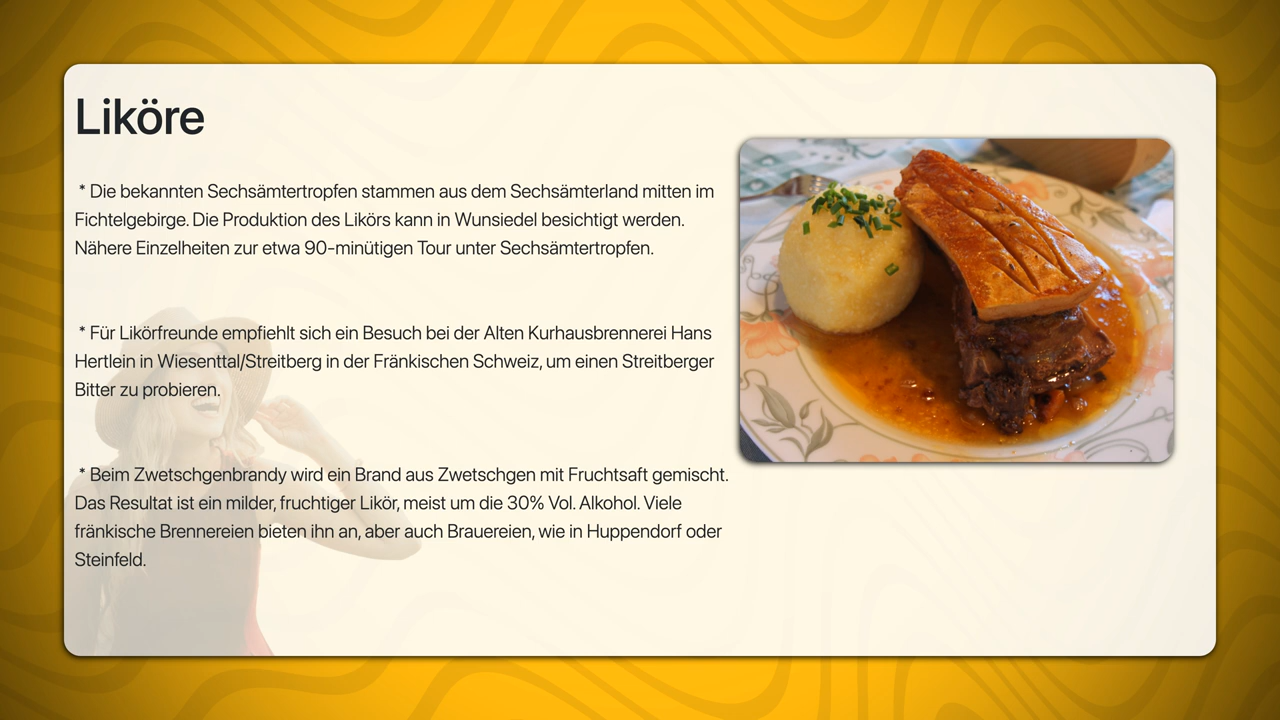 Liköre
* Die bekannten Sechsämtertropfen stammen aus dem Sechsämterland mitten im
Fichtelgebirge. Die Produktion des Likörs kann in Wunsiedel besichtigt werden.
Nähere Einzelheiten zur etwa 90-minütigen Tour unter Sechsämtertropfen.
* Für Likörfreunde empfiehlt sich ein Besuch bei der Alten Kurhausbrennerei Hans
Hertlein in Wiesenttal/Streitberg in der Fränkischen Schweiz, um einen Streitberger
Bitter zu probieren.
* Beim Zwetschgenbrandy wird ein Brand aus Zwetschgen mit Fruchtsaft gemischt.
Das Resultat ist ein milder, fruchtiger Likör, meist um die 30% Vol. Alkohol. Viele
fränkische Brennereien bieten ihn an, aber auch Brauereien, wie in Huppendorf oder
Steinfeld.